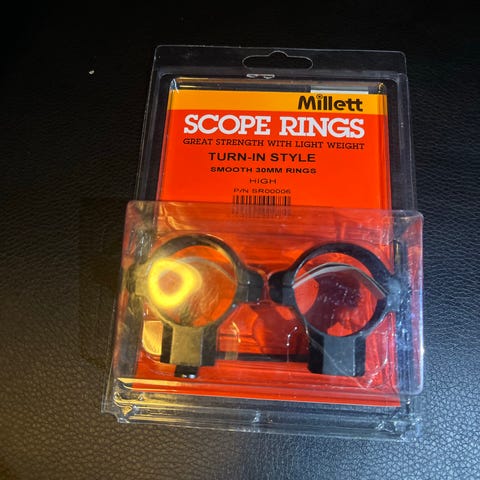 Millett
SCOPE RINGS
GREAT STRENGTH WITH LIGHT WEIGHT
TURN-IN STYLE
SMOOTH 30MM RINGS
HIGH
P/N SR00006